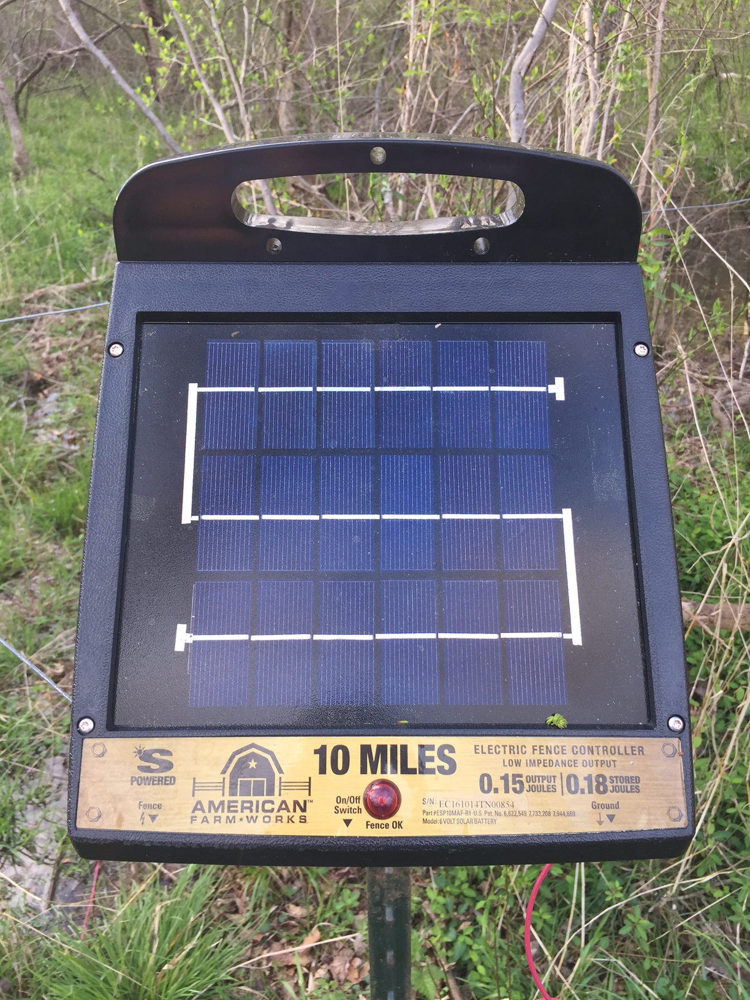 S
POWERED
Fence
AMERICAN™
FARM★WORKS
10 MILES
On/Off
Switch
Fence OK
ELECTRIC FENCE CONTROLLER
LOW IMPEDANCE OUTPUT
0.15 OUTPUT JOULES | 0.18 STORED JOULES
S/N: EC161014TN00854
Part #ESP10MAF-R1 U.S. Pat. No. 6,822,549 7,733,208 7,944,669
Model: 6 VOLT SOLAR BATTERY
Ground